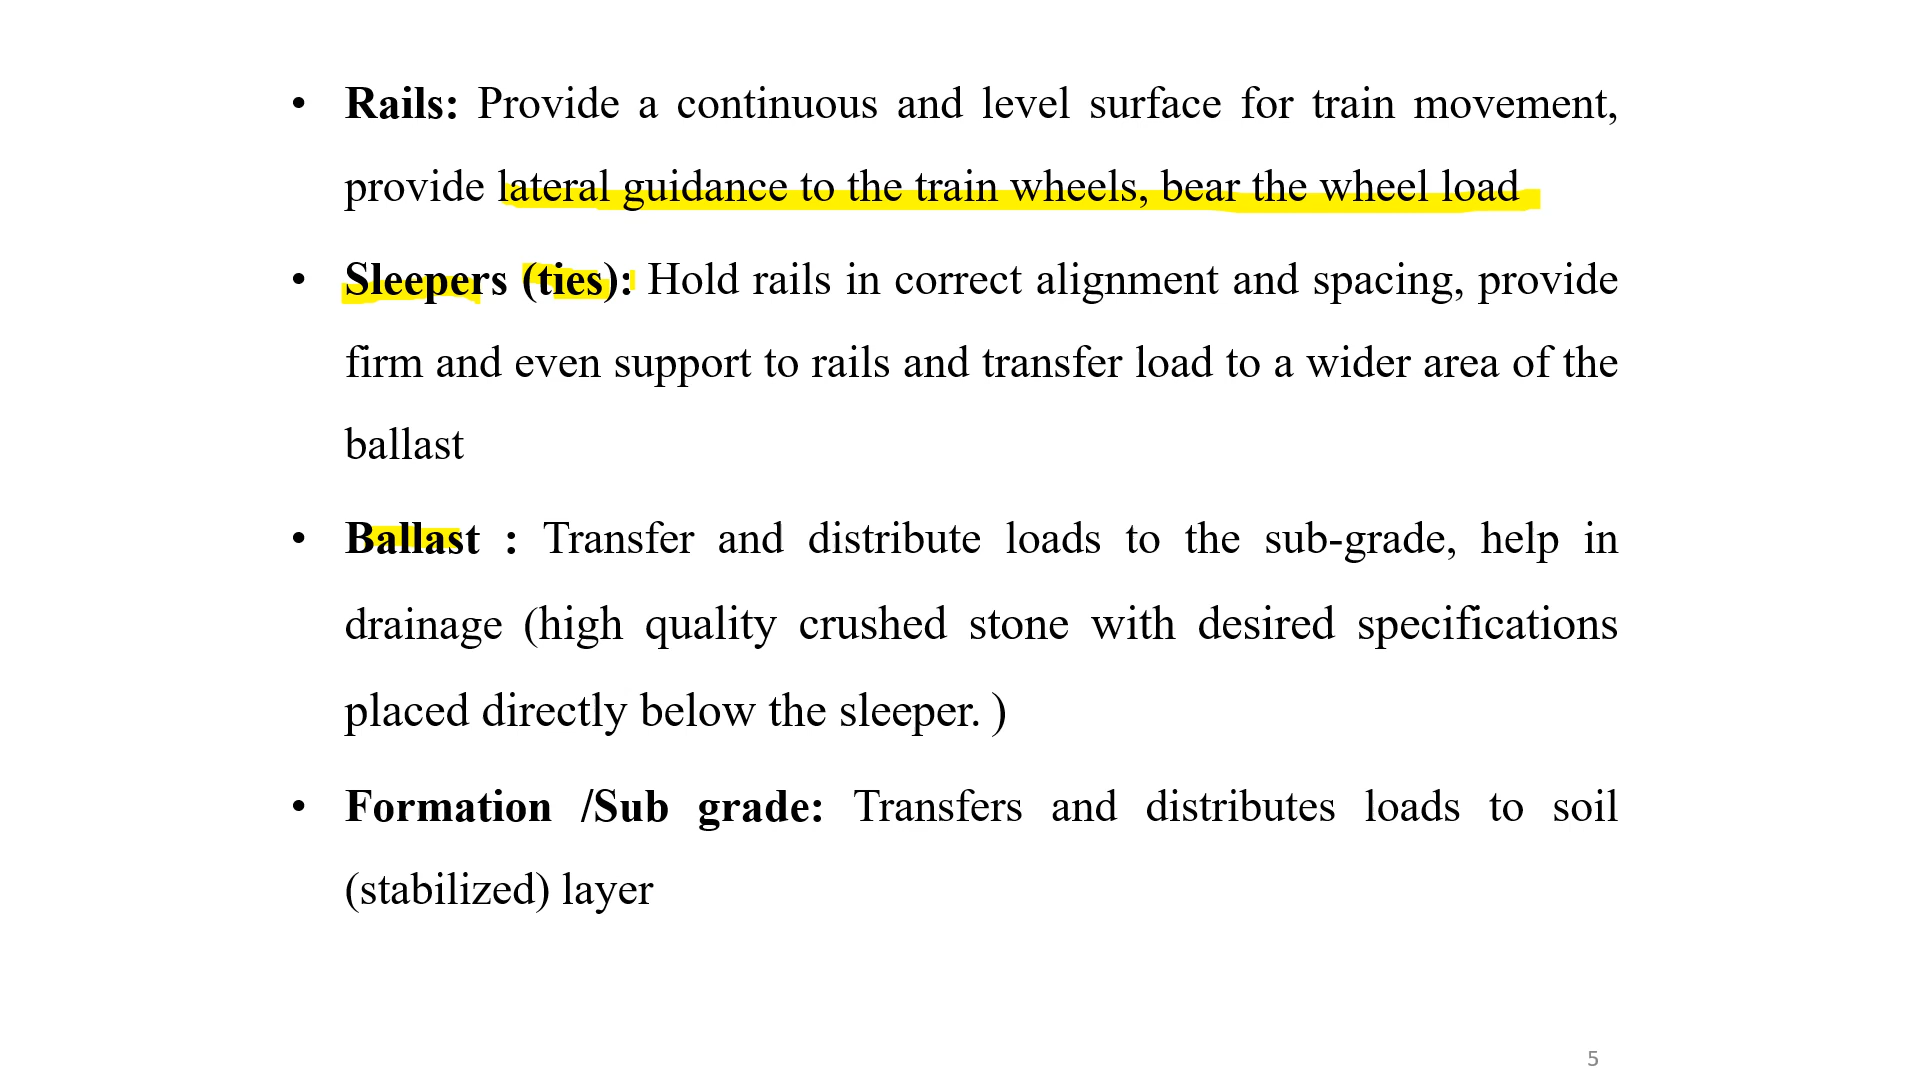 • Rails: Provide a continuous and level surface for train movement,
provide lateral guidance to the train wheels, bear the wheel load
• Sleepers (ties): Hold rails in correct alignment and spacing, provide
firm and even support to rails and transfer load to a wider area of the
ballast
• Ballast : Transfer and distribute loads to the sub-grade, help in
drainage (high quality crushed stone with desired specifications
placed directly below the sleeper. )
• Formation /Sub grade: Transfers and distributes loads to soil
(stabilized) layer
5